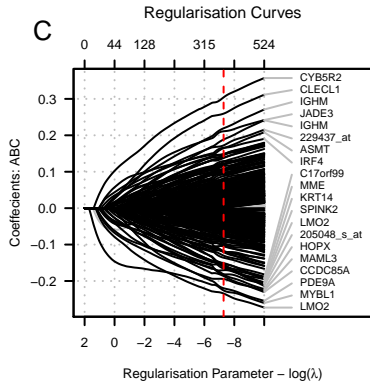 C
Regularisation Curves
0 44 128 315 524
Coeffecients: ABC
0.3
0.2
0.1
0.0
−0.1
−0.2
CYB5R2
CLECL1
IGHM
JADE3
IGHM
229437_at
ASMT
IRF4
C17orf99
MME
KRT14
SPINK2
LMO2
205048_s_at
HOPX
MAML3
CCDC85A
PDE9A
MYBL1
LMO2
2 0 −2 −4 −6 −8
Regularisation Parameter − log(λ)